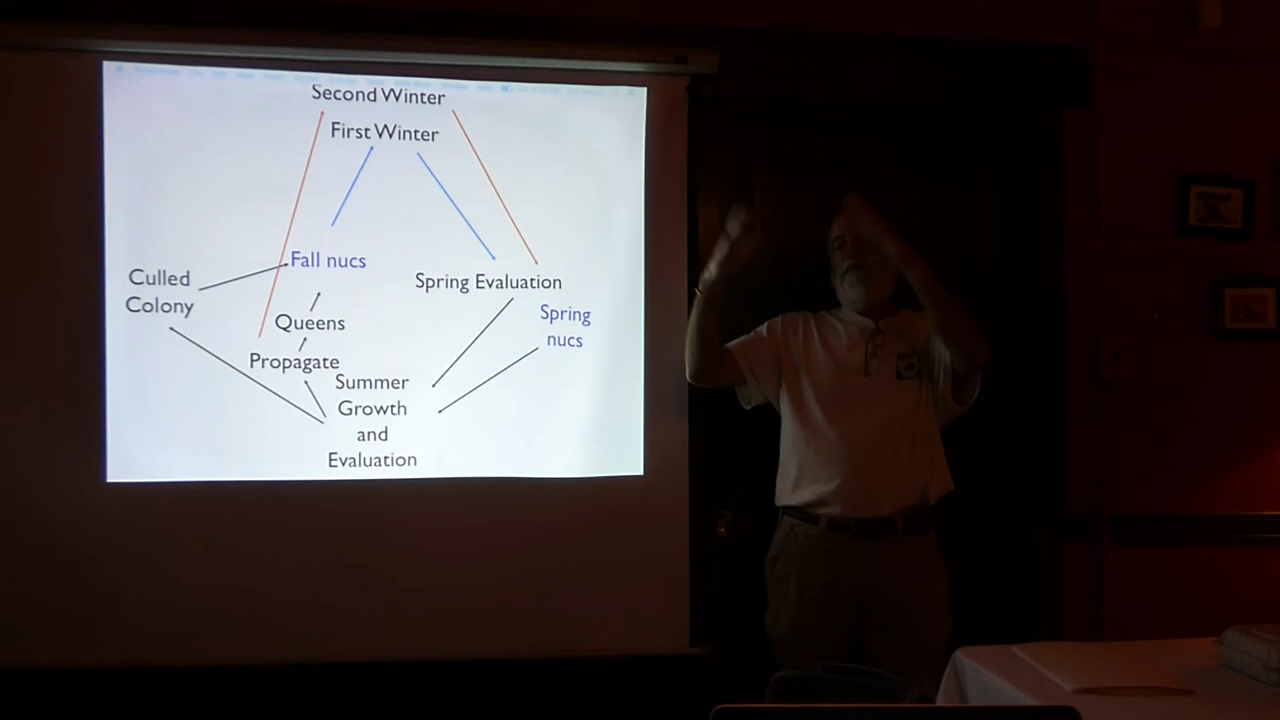 Second Winter
First Winter
Fall nucs
Culled
Colony
Spring Evaluation
Spring
nucs
Queens
Propagate
Summer
Growth
and
Evaluation